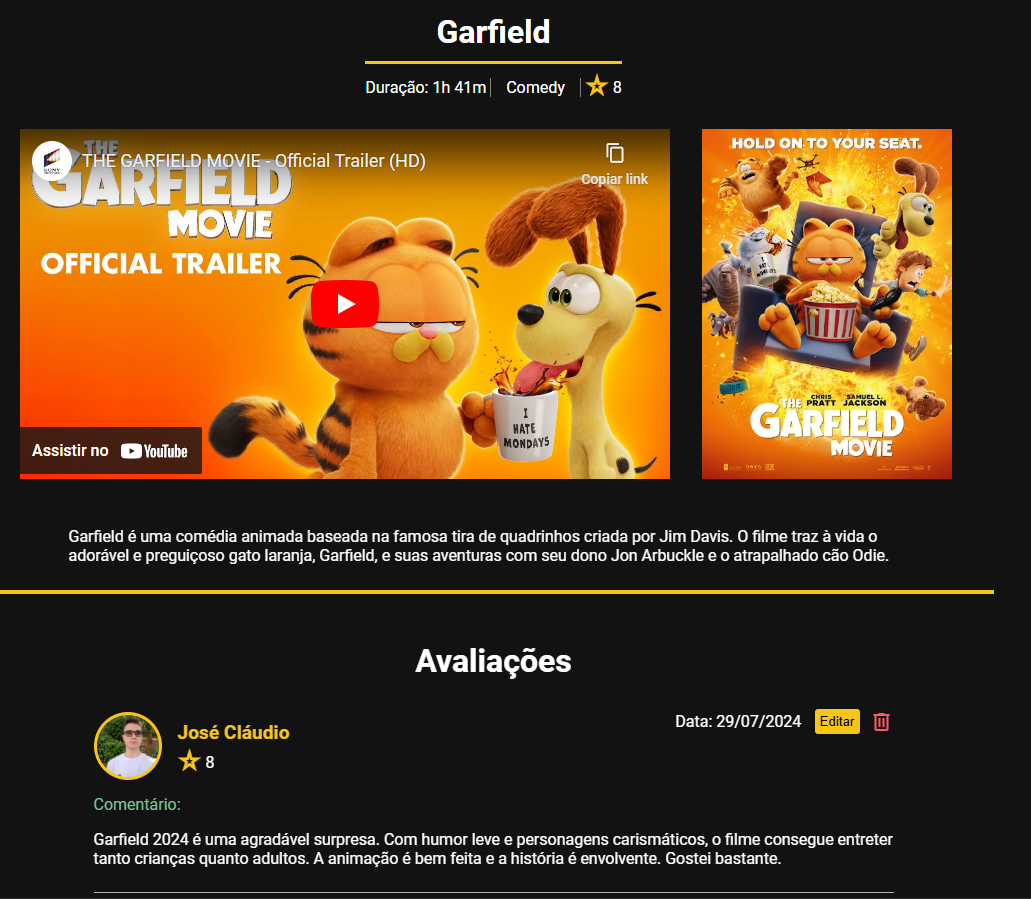 Garfield
Duração: 1h 41m Comedy 8
THE GARFIELD MOVIE - Official Trailer (HD)
Copiar link
THE
GARFIELD
MOVIE
OFFICIAL TRAILER
I
HATE
MONDAYS
Assistir no YouTube
HOLD ON TO YOUR SEAT.
I
HATE
MONDAYS
ODIE
CHRIS PRATT SAMUEL L. JACKSON
THE
GARFIELD
MOVIE
Garfield é uma comédia animada baseada na famosa tira de quadrinhos criada por Jim Davis. O filme traz à vida o
adorável e preguiçoso gato laranja, Garfield, e suas aventuras com seu dono Jon Arbuckle e o atrapalhado cão Odie.
Avaliações
José Cláudio
8
Data: 29/07/2024 Editar
Comentário:
Garfield 2024 é uma agradável surpresa. Com humor leve e personagens carismáticos, o filme consegue entreter
tanto crianças quanto adultos. A animação é bem feita e a história é envolvente. Gostei bastante.